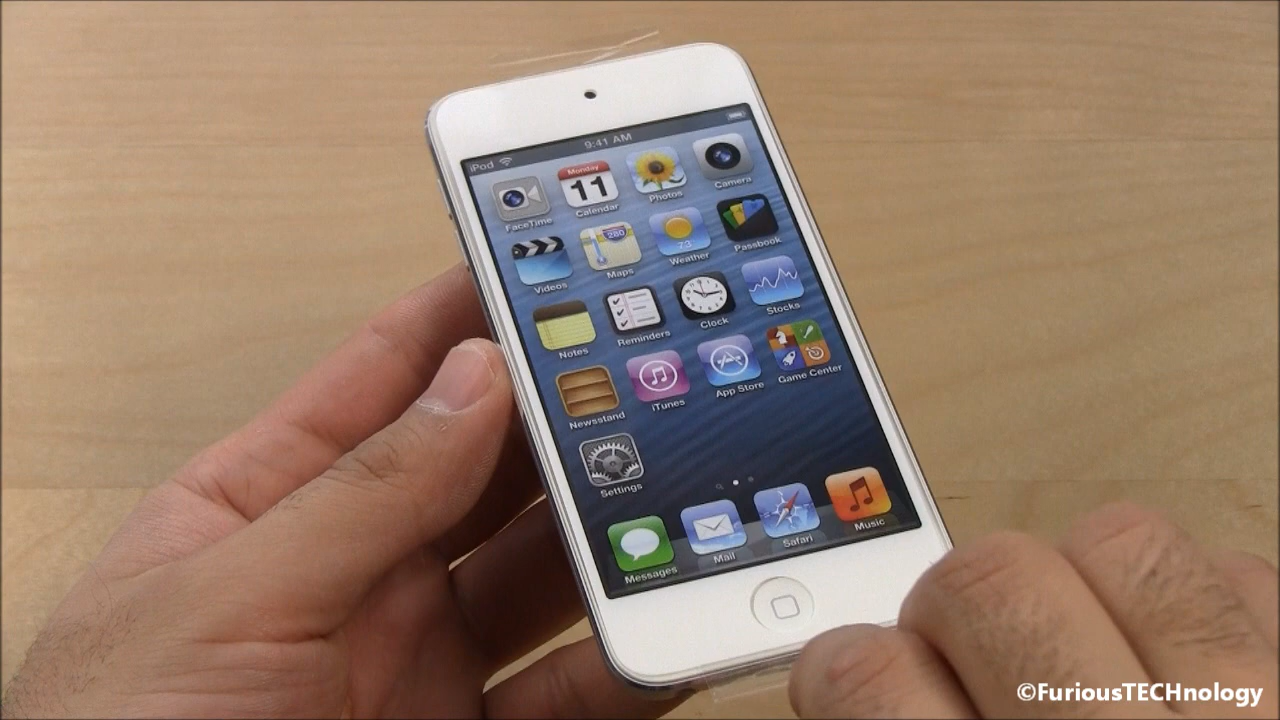 iPod 9:41 AM
Monday
11
FaceTime Calendar Photos Camera
280
73
Videos Maps Weather Passbook
Notes Reminders Clock Stocks
Newsstand iTunes App Store Game Center
Settings
Messages Mail Safari Music
©FuriousTECHnology